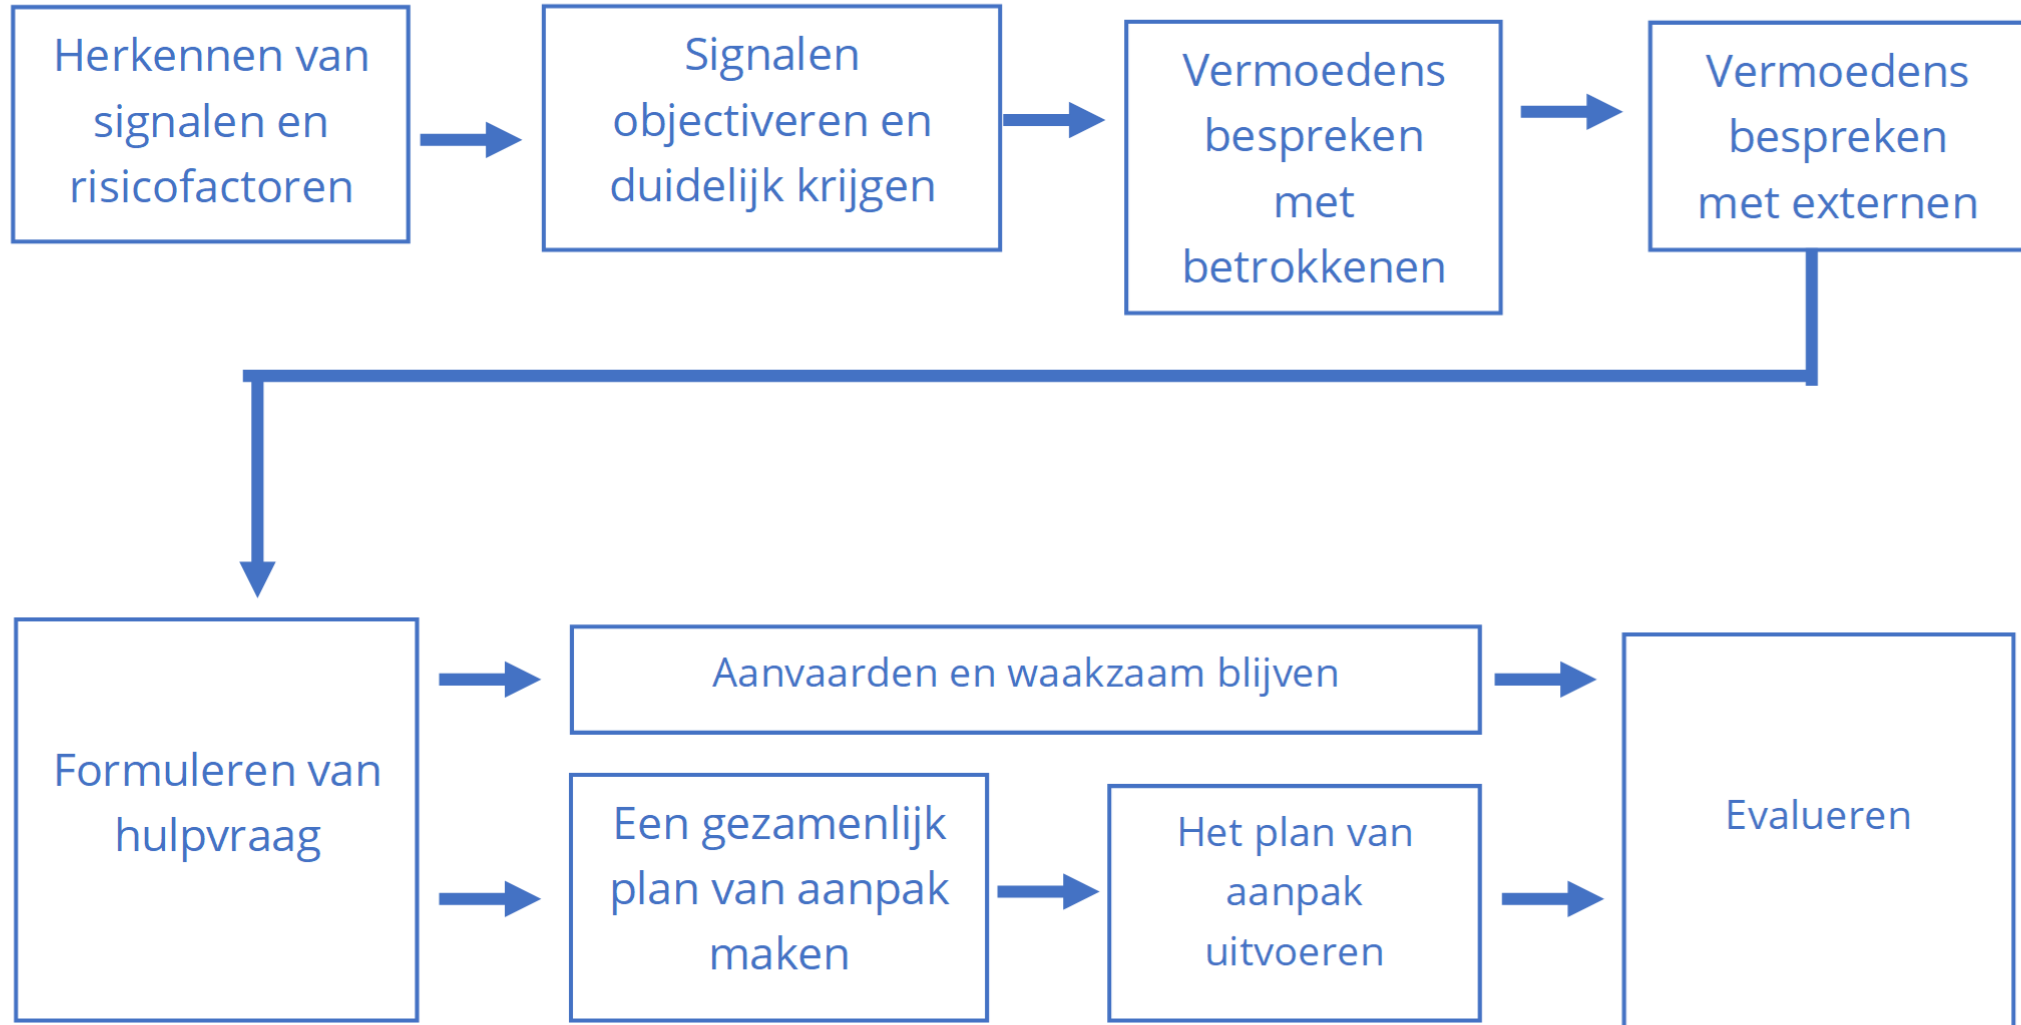 Herkennen van
signalen en
risicofactoren
Signalen
objectiveren en
duidelijk krijgen
Vermoedens
bespreken
met
betrokkenen
Vermoedens
bespreken
met externen
Formuleren van
hulpvraag
Aanvaarden en waakzaam blijven
Een gezamenlijk
plan van aanpak
maken
Het plan van
aanpak
uitvoeren
Evalueren